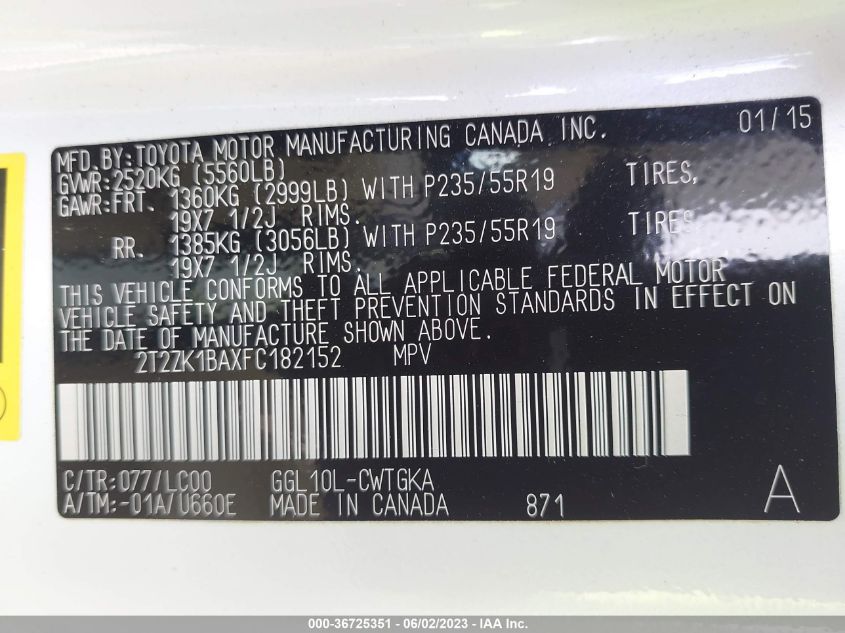 MFD. BY: TOYOTA MOTOR MANUFACTURING CANADA INC. 01/15
GVWR: 2520KG (5560LB)
GAWR: FRT. 1360KG (2999LB) WITH P235/55R19 TIRES,
19X7 1/2J RIMS.
RR. 1385KG (3056LB) WITH P235/55R19 TIRES
19X7 1/2J RIMS.
THIS VEHICLE CONFORMS TO ALL APPLICABLE FEDERAL MOTOR
VEHICLE SAFETY AND THEFT PREVENTION STANDARDS IN EFFECT ON
THE DATE OF MANUFACTURE SHOWN ABOVE.
2T2ZK1BAXFC182152 MPV
C/TR: 077/LC00 GGL10L-CWTGKA
A/TM: -01A/U660E MADE IN CANADA 871 A
000-36725351 - 06/02/2023 - IAA Inc.